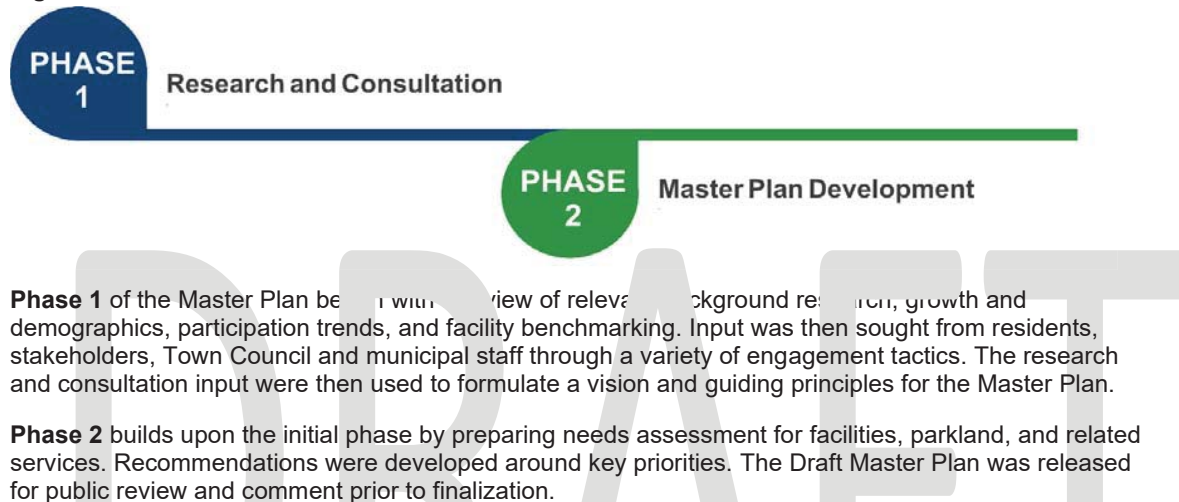 PHASE
1
Research and Consultation
PHASE
2
Master Plan Development
Phase 1 of the Master Plan with of background growth and
demographics, participation trends, and facility benchmarking. Input was then sought from residents,
stakeholders, Town Council and municipal staff through a variety of engagement tactics. The research
and consultation input were then used to formulate a vision and guiding principles for the Master Plan.
Phase 2 builds upon the initial phase by preparing needs assessment for facilities, parkland, and related
services. Recommendations were developed around key priorities. The Draft Master Plan was released
for public review and comment prior to finalization.
DRAFT